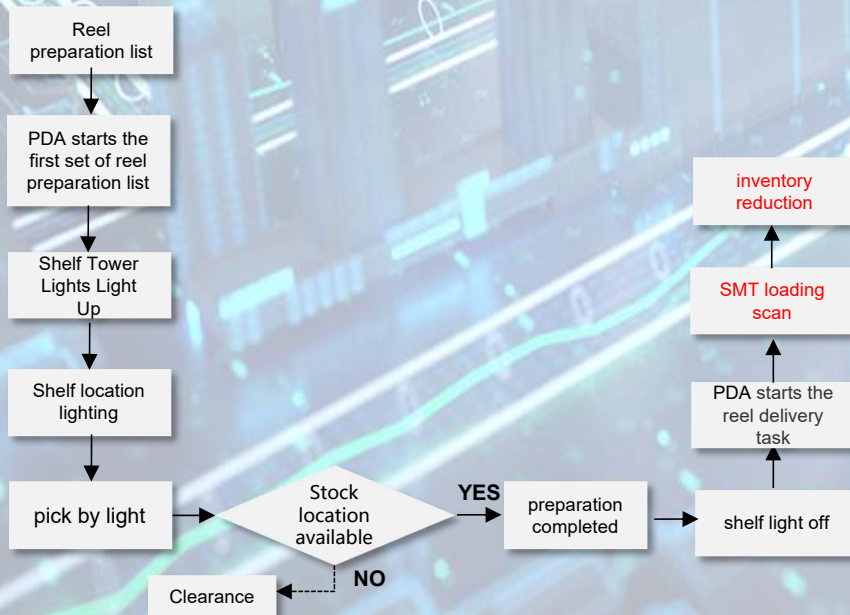 Reel
preparation list
PDA starts the
first set of reel
preparation list
Shelf Tower
Lights Light
Up
Shelf location
lighting
pick by light
Stock
location
available
YES
NO
Clearance
preparation
completed
shelf light off
PDA starts the
reel delivery
task
SMT loading
scan
inventory
reduction